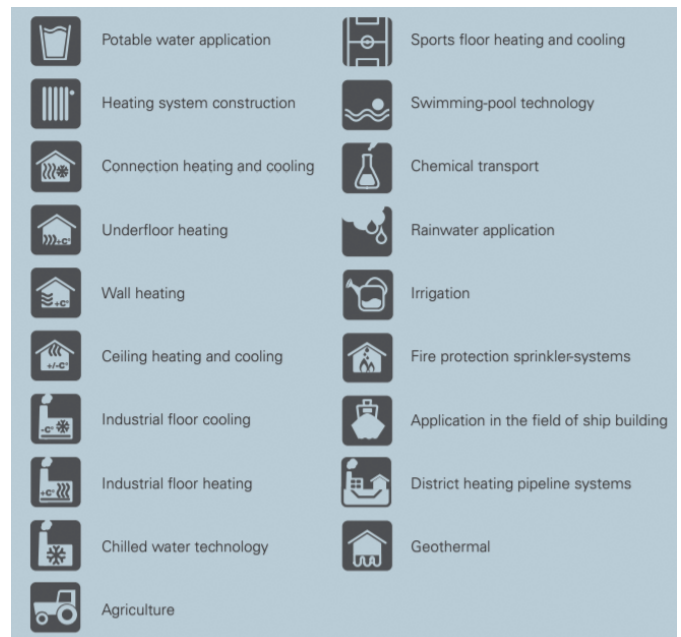 Potable water application
Heating system construction
Connection heating and cooling
Underfloor heating
+C°
Wall heating
+C°
Ceiling heating and cooling
+/-C°
Industrial floor cooling
-C°
Industrial floor heating
+C°
Chilled water technology
Agriculture
Sports floor heating and cooling
Swimming-pool technology
Chemical transport
Rainwater application
Irrigation
Fire protection sprinkler-systems
Application in the field of ship building
District heating pipeline systems
Geothermal